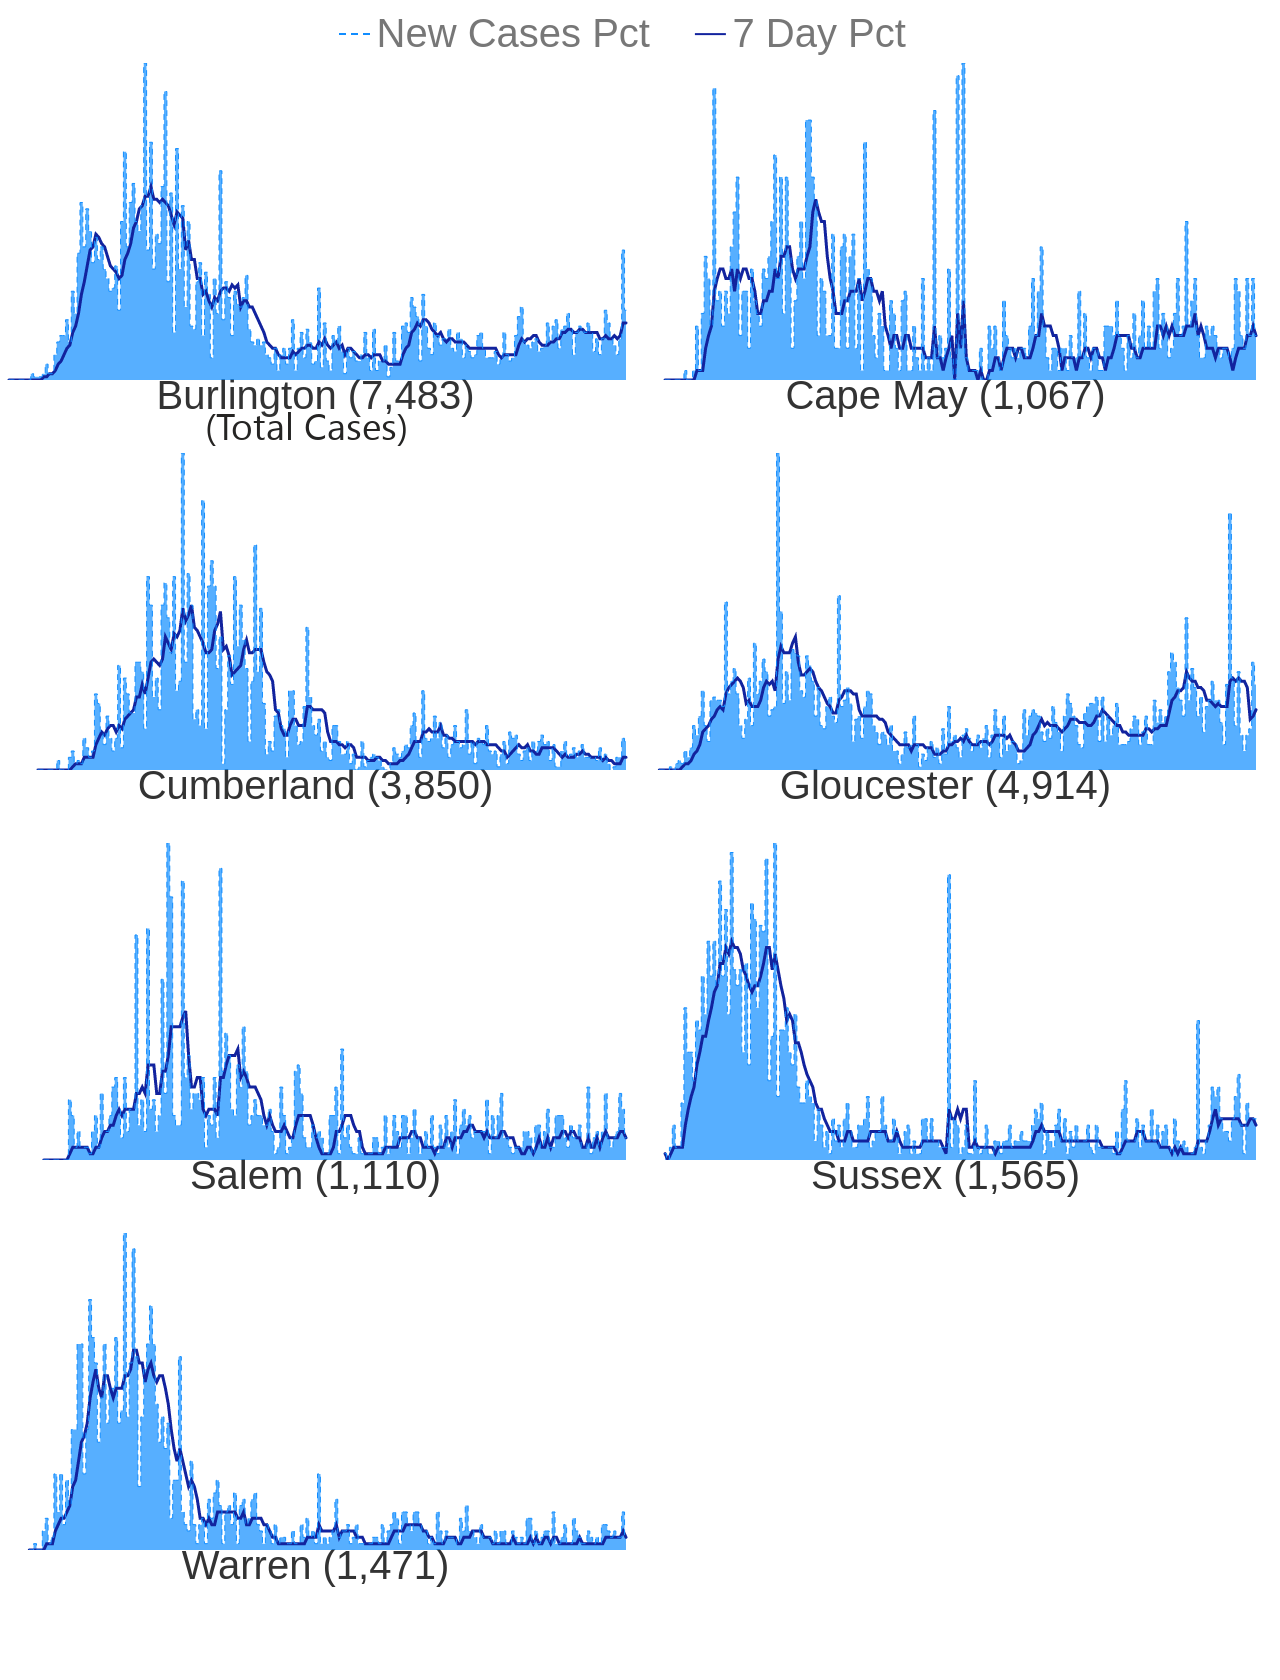 New Cases Pct 7 Day Pct
Burlington (7,483) Cape May (1,067)
(Total Cases)
Cumberland (3,850) Gloucester (4,914)
Salem (1,110) Sussex (1,565)
Warren (1,471)